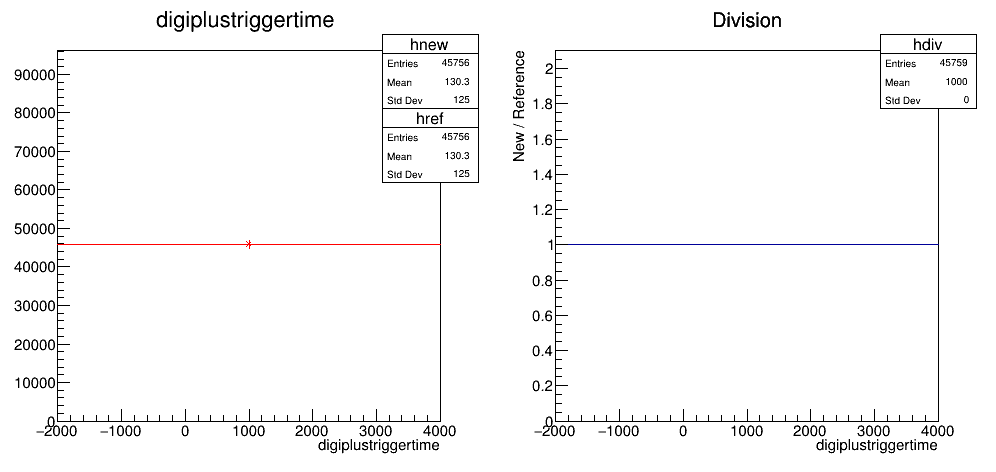 digiplustriggertime
hnew
Entries 45756
Mean 130.3
Std Dev 125
href
Entries 45756
Mean 130.3
Std Dev 125
90000
80000
70000
60000
50000
40000
30000
20000
10000
0
−2000 −1000 0 1000 2000 3000 4000
digiplustriggertime
Division
hdiv
Entries 45759
Mean 1000
Std Dev 0
New / Reference
2
1.8
1.6
1.4
1.2
1
0.8
0.6
0.4
0.2
0
−2000 −1000 0 1000 2000 3000 4000
digiplustriggertime